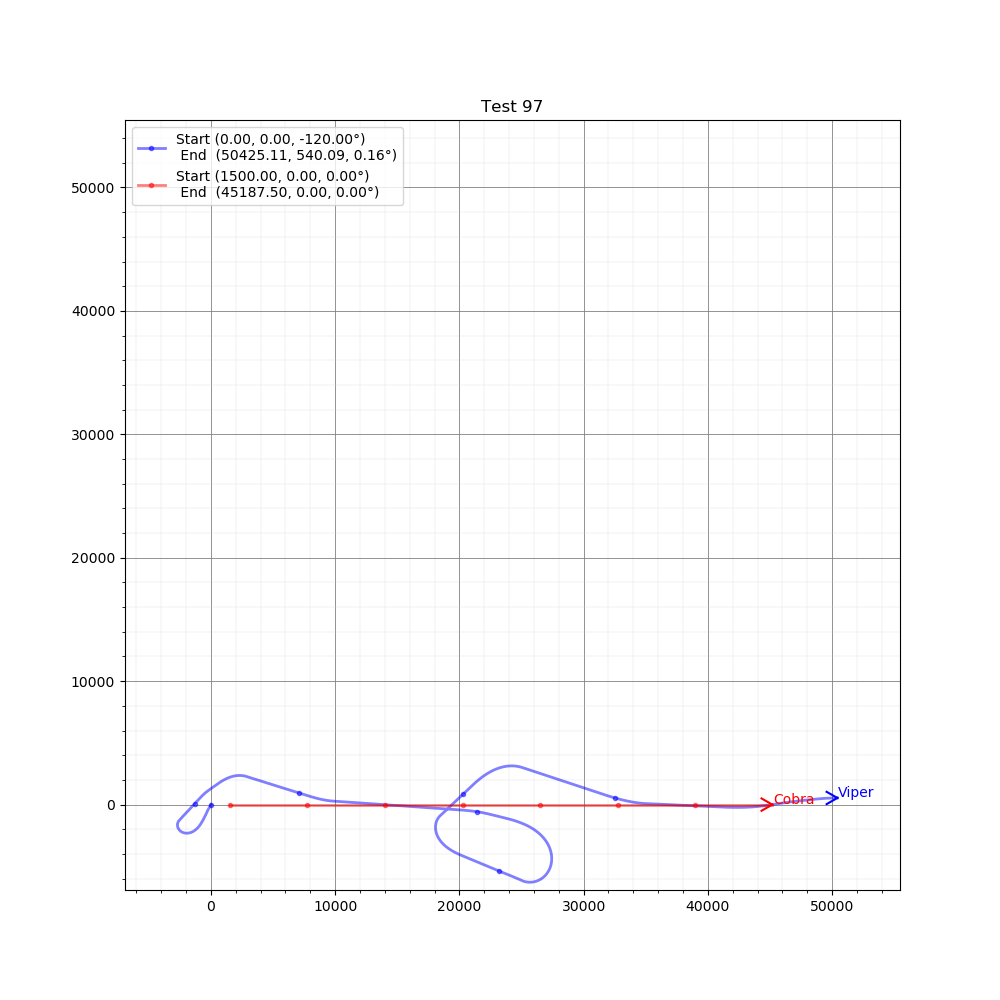 Test 97
Start (0.00, 0.00, -120.00°)
End (50425.11, 540.09, 0.16°)
Start (1500.00, 0.00, 0.00°)
End (45187.50, 0.00, 0.00°)
50000
40000
30000
20000
10000
0
Cobra
Viper
0 10000 20000 30000 40000 50000